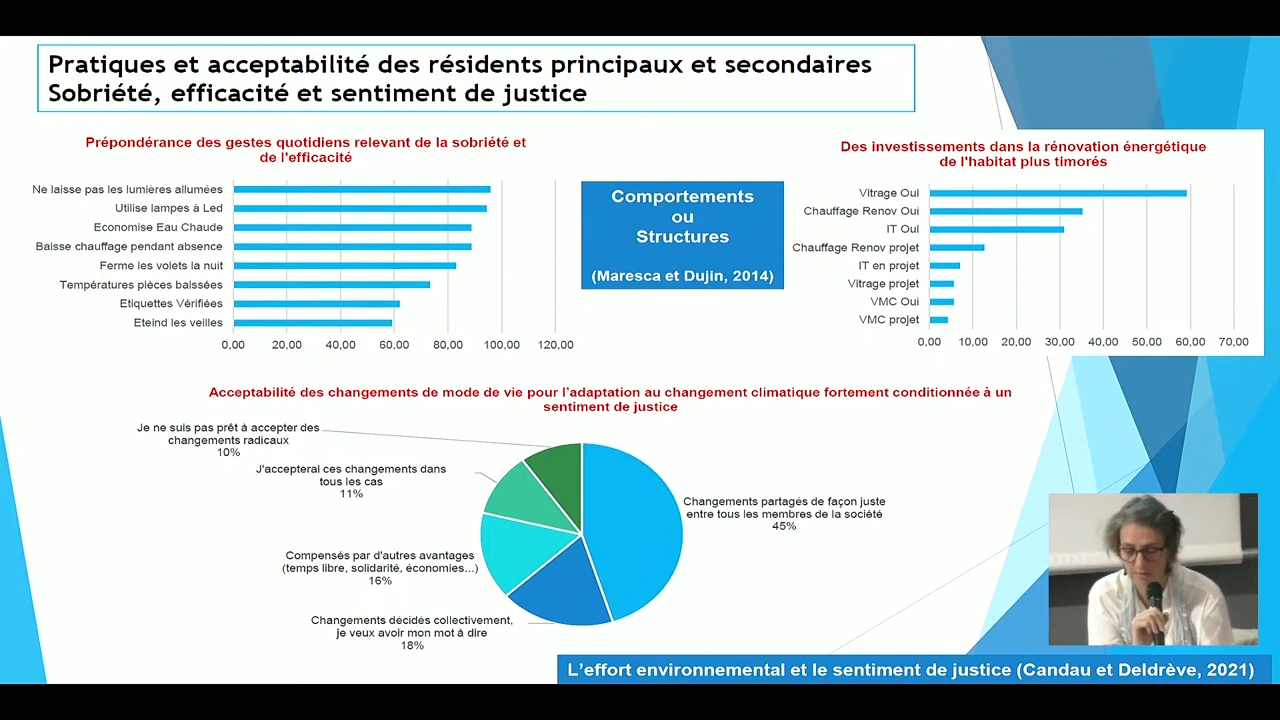 Pratiques et acceptabilité des résidents principaux et secondaires
Sobriété, efficacité et sentiment de justice
Prépondérance des gestes quotidiens relevant de la sobriété et
de l'efficacité
Ne laisse pas les lumières allumées
Utilise lampes à Led
Economise Eau Chaude
Baisse chauffage pendant absence
Ferme les volets la nuit
Températures pièces baissées
Etiquettes Vérifiées
Eteind les veilles
0,00 20,00 40,00 60,00 80,00 100,00 120,00
Comportements
ou
Structures
(Maresca et Dujin, 2014)
Des investissements dans la rénovation énergétique
de l'habitat plus timorés
Vitrage Oui
Chauffage Renov Oui
IT Oui
Chauffage Renov projet
IT en projet
Vitrage projet
VMC Oui
VMC projet
0,00 10,00 20,00 30,00 40,00 50,00 60,00 70,00
Acceptabilité des changements de mode de vie pour l'adaptation au changement climatique fortement conditionnée à un
sentiment de justice
Je ne suis pas prêt à accepter des
changements radicaux
10%
J'accepterai ces changements dans
tous les cas
11%
Compensés par d'autres avantages
(temps libre, solidarité, économies...)
16%
Changements décidés collectivement,
je veux avoir mon mot à dire
18%
Changements partagés de façon juste
entre tous les membres de la société
45%
L'effort environnemental et le sentiment de justice (Candau et Deldrève, 2021)